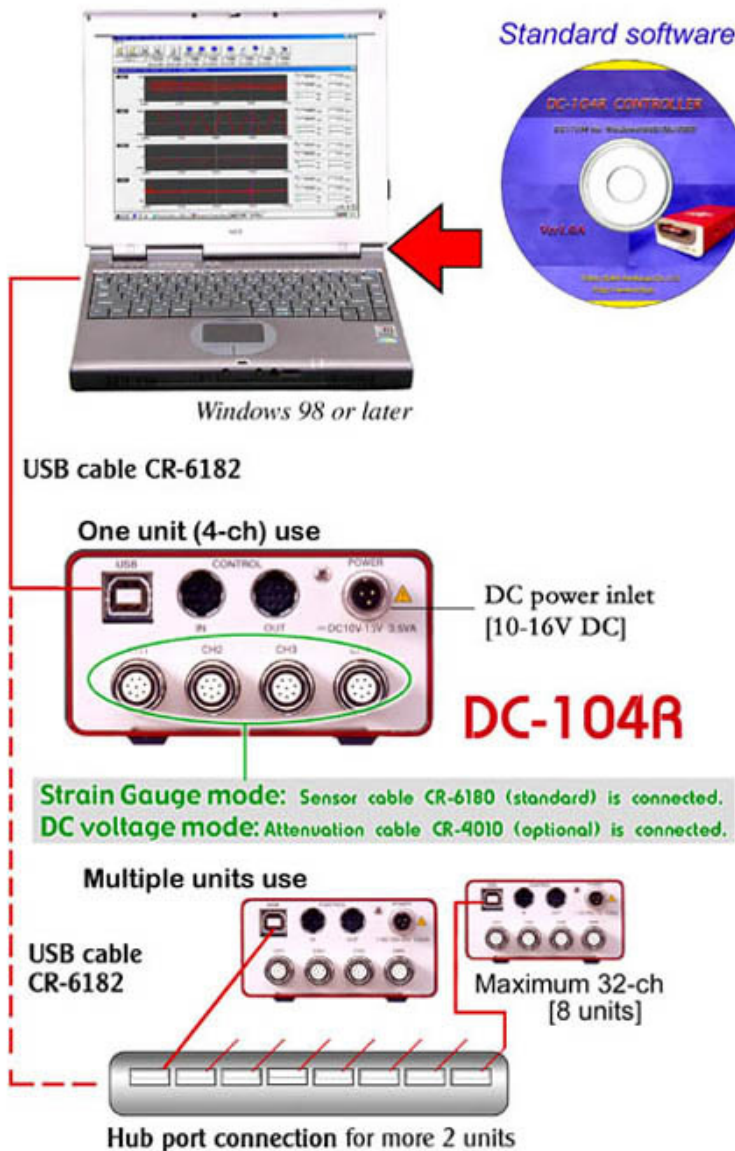 Standard software
DC-104R CONTROLLER
Ver1.0A
Windows 98 or later
USB cable CR-6182
One unit (4-ch) use
USB
CONTROL
POWER
IN
OUT
DC power inlet
[10-16V DC]
CH2
CH3
DC-104R
Strain Gauge mode: Sensor cable CR-6180 (standard) is connected.
DC voltage mode: Attenuation cable CR-4010 (optional) is connected.
Multiple units use
USB cable
CR-6182
Maximum 32-ch
[8 units]
Hub port connection for more 2 units